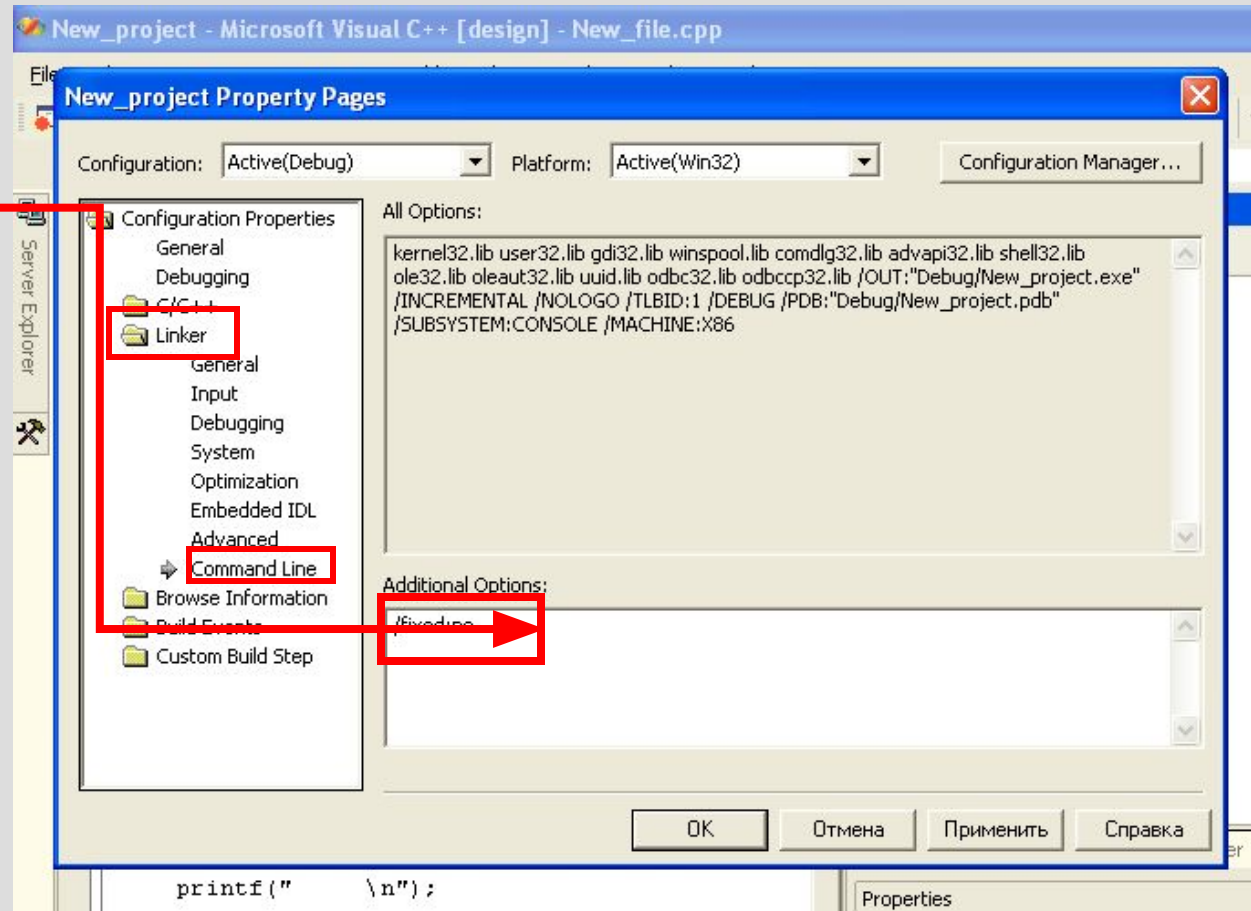 New_project - Microsoft Visual C++ [design] - New_file.cpp
File
New_project Property Pages
Configuration: Active(Debug) Platform: Active(Win32) Configuration Manager...
Server Explorer
Configuration Properties
General
Debugging
C/C++
Linker
General
Input
Debugging
System
Optimization
Embedded IDL
Advanced
Command Line
Browse Information
Build Events
Custom Build Step
All Options:
kernel32.lib user32.lib gdi32.lib winspool.lib comdlg32.lib advapi32.lib shell32.lib
ole32.lib oleaut32.lib uuid.lib odbc32.lib odbccp32.lib /OUT:"Debug/New_project.exe"
/INCREMENTAL /NOLOGO /TLBID:1 /DEBUG /PDB:"Debug/New_project.pdb"
/SUBSYSTEM:CONSOLE /MACHINE:X86
Additional Options:
/fixed:no
OK Отмена Применить Справка
printf(" \n");
Properties